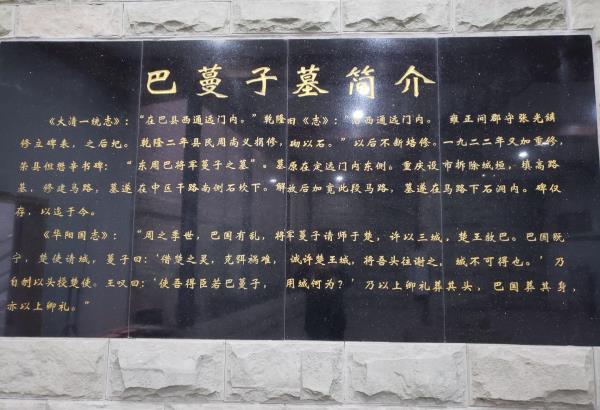 巴蔓子墓简介
《大清一统志》：“在巴县西通远门内。”乾隆旧《志》：“县西通远门内。 雍正间郡守张光鏻
修立碑表，之后圮。 乾隆二年县民周尚义捐修，砌以石。”以后不断培修。一九二二年又加重修，
荣县但懋辛书碑：“东周巴将军蔓子之墓”。墓原在定远门内东侧。重庆设市拆除城垣，填高路
基，修建马路，墓遂在中区干路南侧石坎下。解放后加宽此段马路，墓遂在马路下石洞内。碑仅
存，以迄于今。
《华阳国志》：“周之季世，巴国有乱，将军蔓子请师于楚，许以三城，楚王救巴。巴国既
宁，楚使请城，蔓子曰：‘借楚之灵，克弭祸难，诚许楚王城，将吾头往谢之，城不可得也。’乃
自刎以头授楚使。王叹曰：‘使吾得臣若巴蔓子，用城何为？’乃以上卿礼葬其头，巴国葬其身，
亦以上卿礼。”